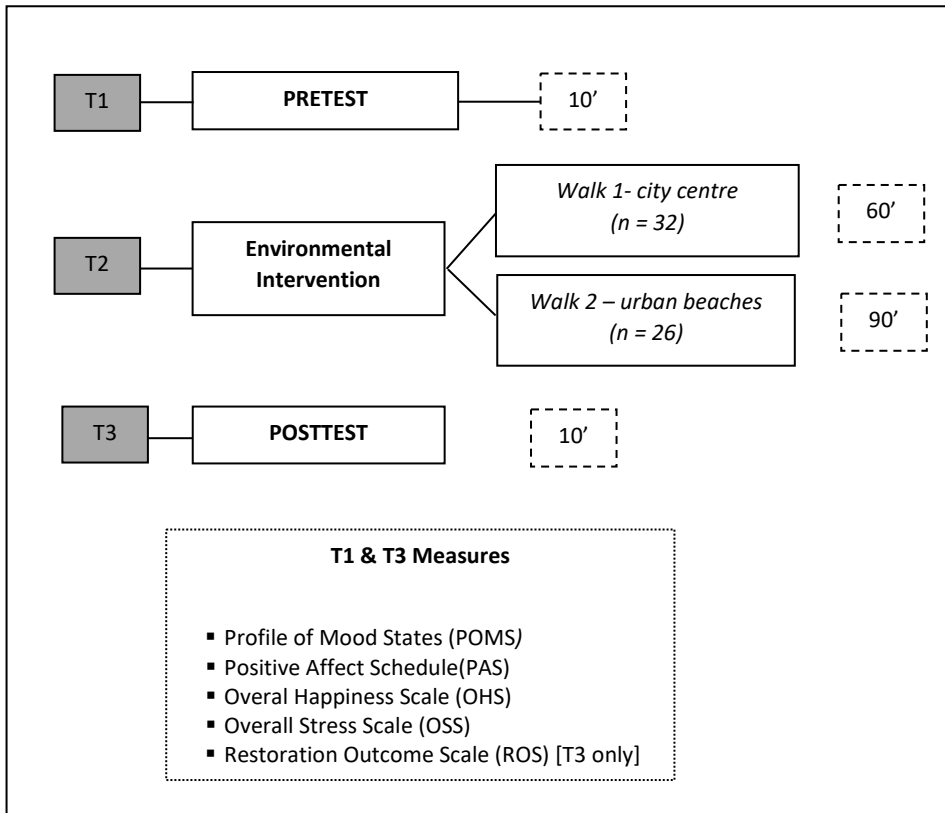 T1
PRETEST
10’
Walk 1- city centre
(n = 32)
60’
T2
Environmental
Intervention
Walk 2 – urban beaches
(n = 26)
90’
T3
POSTTEST
10’
T1 & T3 Measures
▪ Profile of Mood States (POMS)
▪ Positive Affect Schedule(PAS)
▪ Overal Happiness Scale (OHS)
▪ Overall Stress Scale (OSS)
▪ Restoration Outcome Scale (ROS) [T3 only]